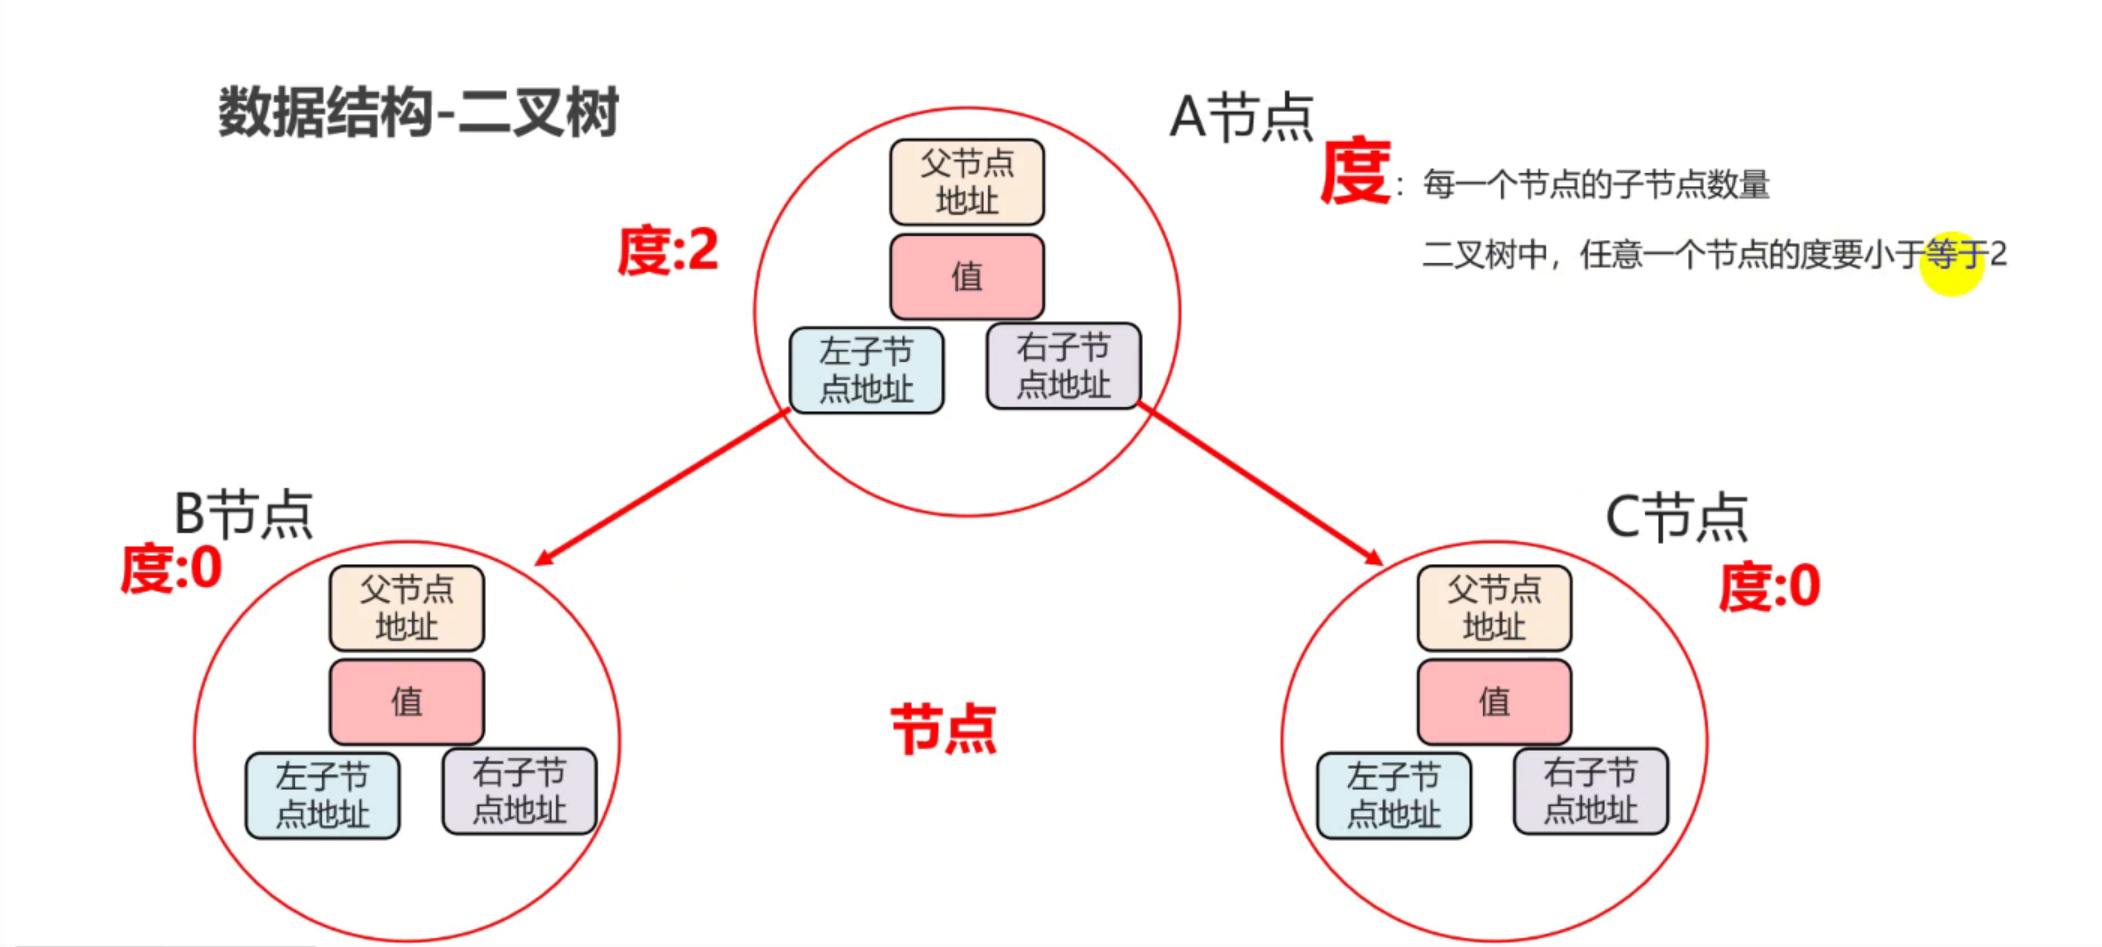 数据结构-二叉树
A节点
度：每一个节点的子节点数量
二叉树中，任意一个节点的度要小于等于2
度:2
父节点
地址
值
左子节
点地址
右子节
点地址
B节点
度:0
父节点
地址
值
左子节
点地址
右子节
点地址
节点
C节点
度:0
父节点
地址
值
左子节
点地址
右子节
点地址